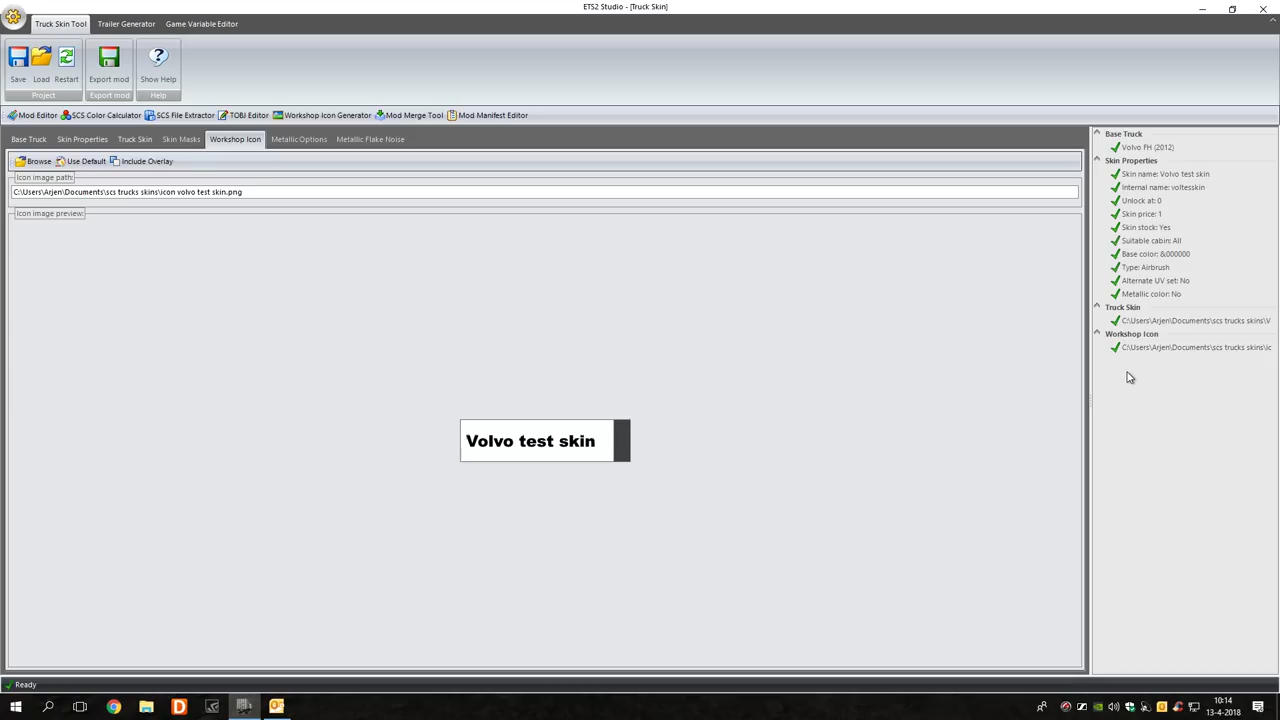 ETS2 Studio - [Truck Skin]
Truck Skin Tool Trailer Generator Game Variable Editor
Save Load Restart Export mod Show Help
Project Export mod Help
Mod Editor SCS Color Calculator SCS File Extractor TOBJ Editor Workshop Icon Generator Mod Merge Tool Mod Manifest Editor
Base Truck Skin Properties Truck Skin Skin Masks Workshop Icon Metallic Options Metallic Flake Noise
Browse Use Default Include Overlay
Icon image path:
C:\Users\Arjen\Documents\scs trucks skins\icon volvo test skin.png
Icon image preview:
Volvo test skin
Base Truck
Volvo FH (2012)
Skin Properties
Skin name: Volvo test skin
Internal name: voltesskin
Unlock at: 0
Skin price: 1
Skin stock: Yes
Suitable cabin: All
Base color: &000000
Type: Airbrush
Alternate UV set: No
Metallic color: No
Truck Skin
C:\Users\Arjen\Documents\scs trucks skins\V
Workshop Icon
C:\Users\Arjen\Documents\scs trucks skins\ic
Ready
10:14
13-4-2018